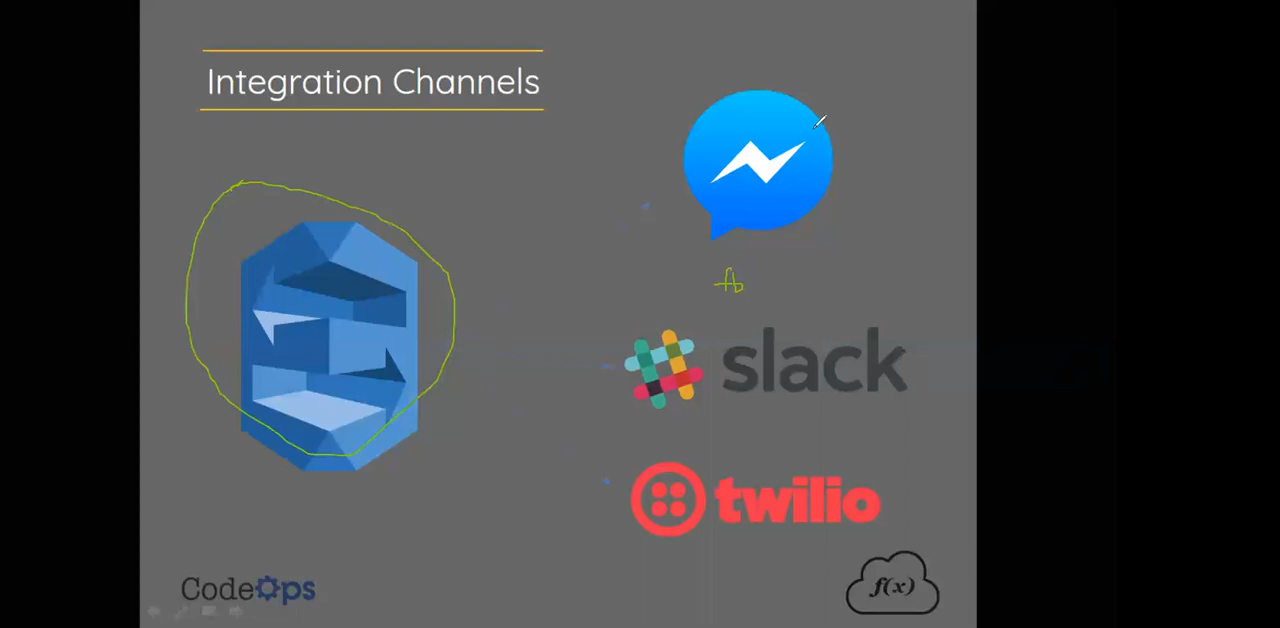 Integration Channels
fb
slack
twilio
CodeOps
f(x)